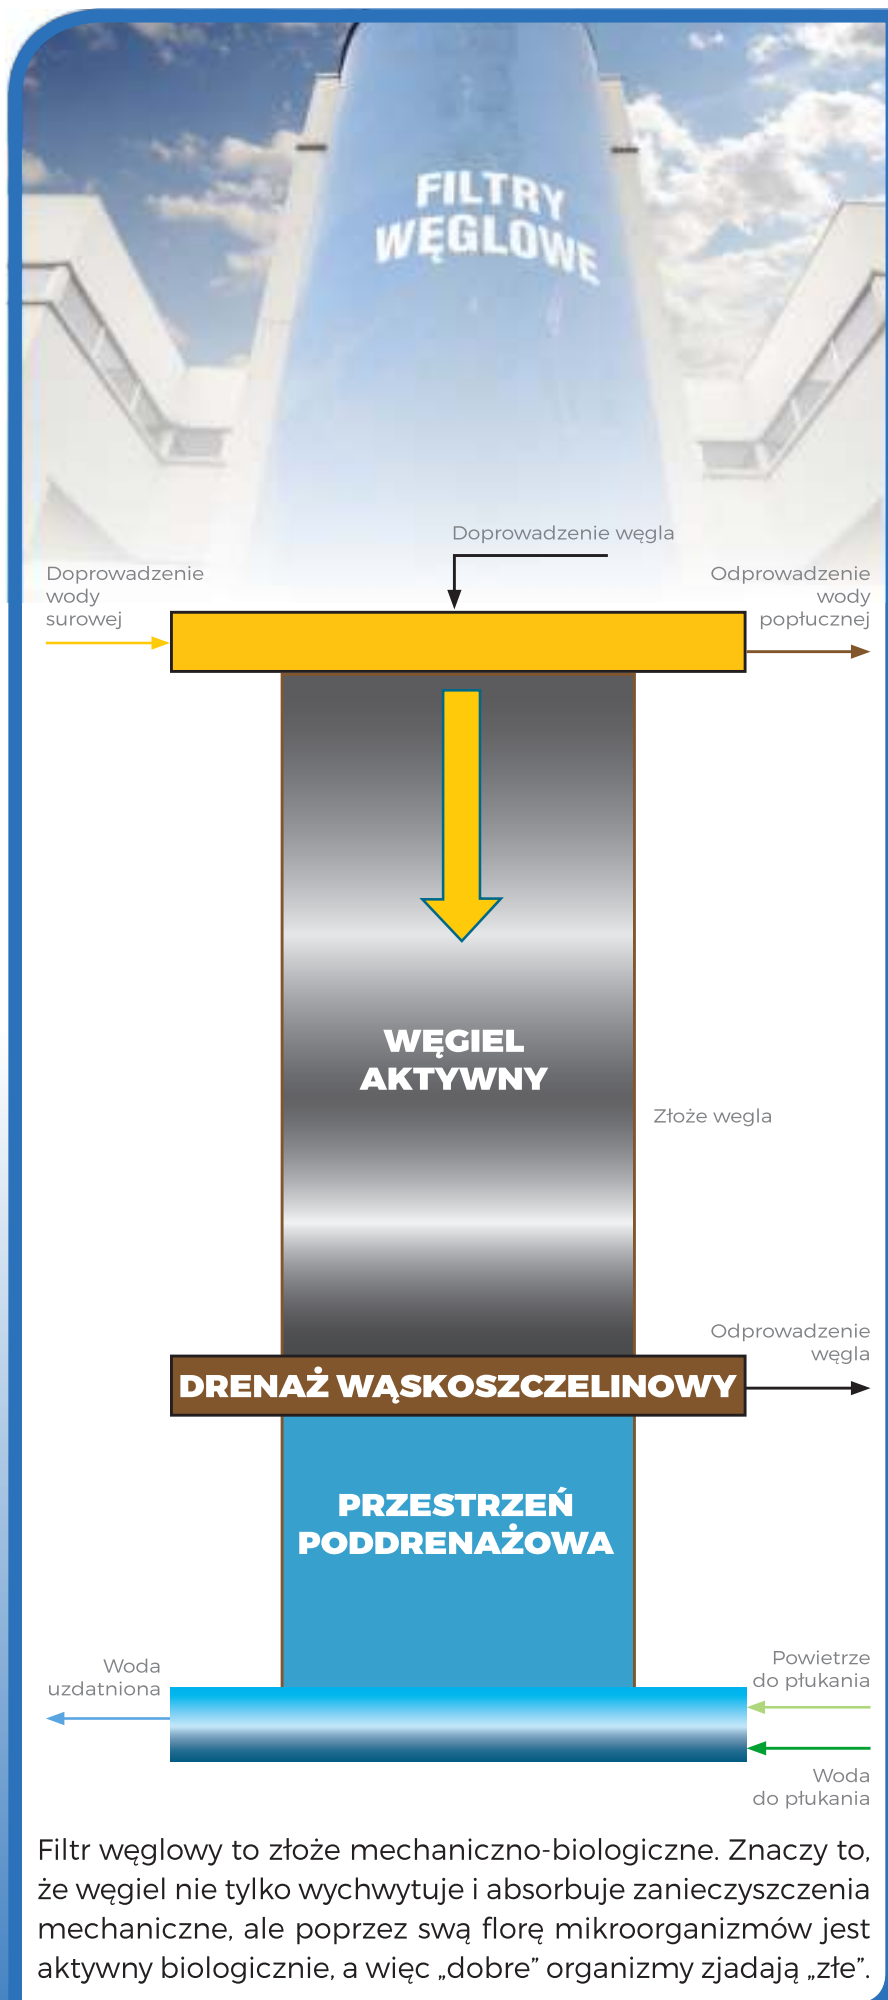 FILTRY
WĘGLOWE
Doprowadzenie węgla
Doprowadzenie
wody
surowej
Odprowadzenie
wody
popłucznej
WĘGIEL
AKTYWNY
Złoże wegla
Odprowadzenie
węgla
DRENAŻ WĄSKOSZCZELINOWY
PRZESTRZEŃ
PODDRENAŻOWA
Woda
uzdatniona
Powietrze
do płukania
Woda
do płukania
Filtr węglowy to złoże mechaniczno-biologiczne. Znaczy to,
że węgiel nie tylko wychwytuje i absorbuje zanieczyszczenia
mechaniczne, ale poprzez swą florę mikroorganizmów jest
aktywny biologicznie, a więc „dobre” organizmy zjadają „złe”.